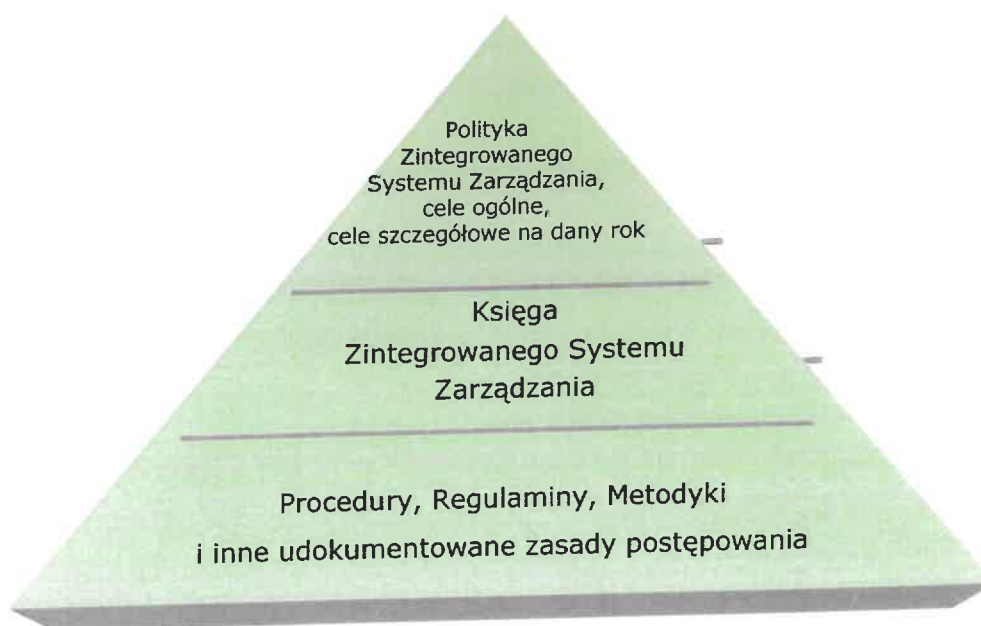 Polityka
Zintegrowanego
Systemu Zarządzania,
cele ogólne,
cele szczegółowe na dany rok
Księga
Zintegrowanego Systemu
Zarządzania
Procedury, Regulaminy, Metodyki
i inne udokumentowane zasady postępowania